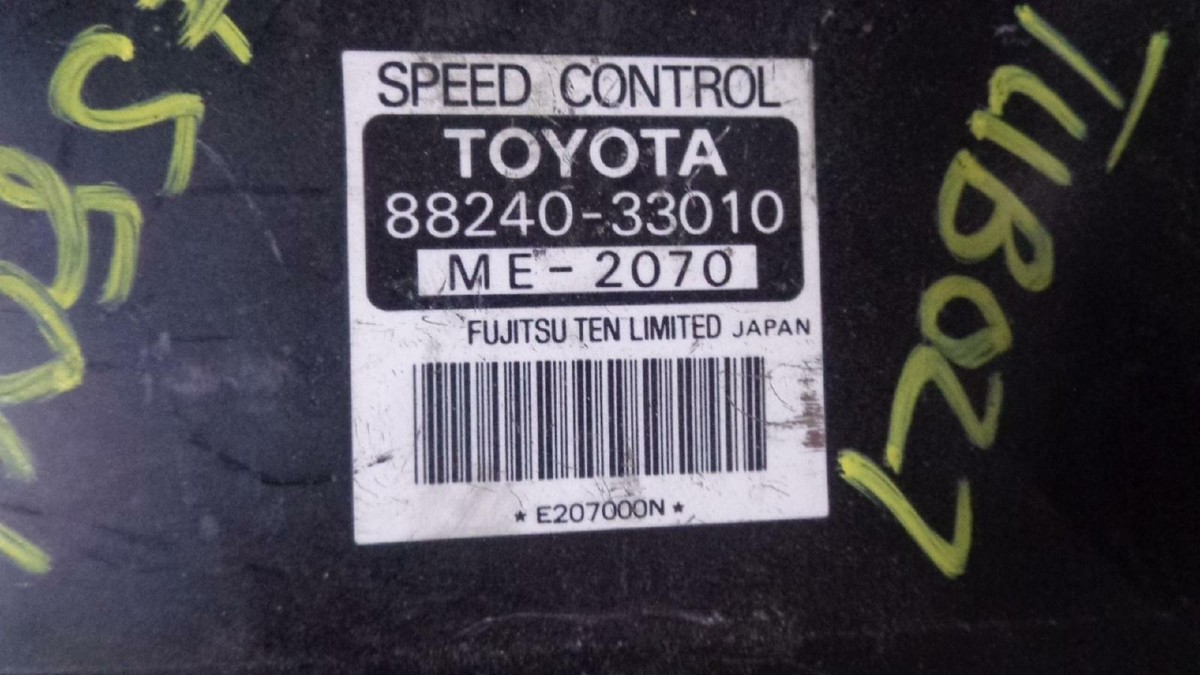 SPEED CONTROL
TOYOTA
88240-33010
ME-2070
FUJITSU TEN LIMITED JAPAN
* E207000N *